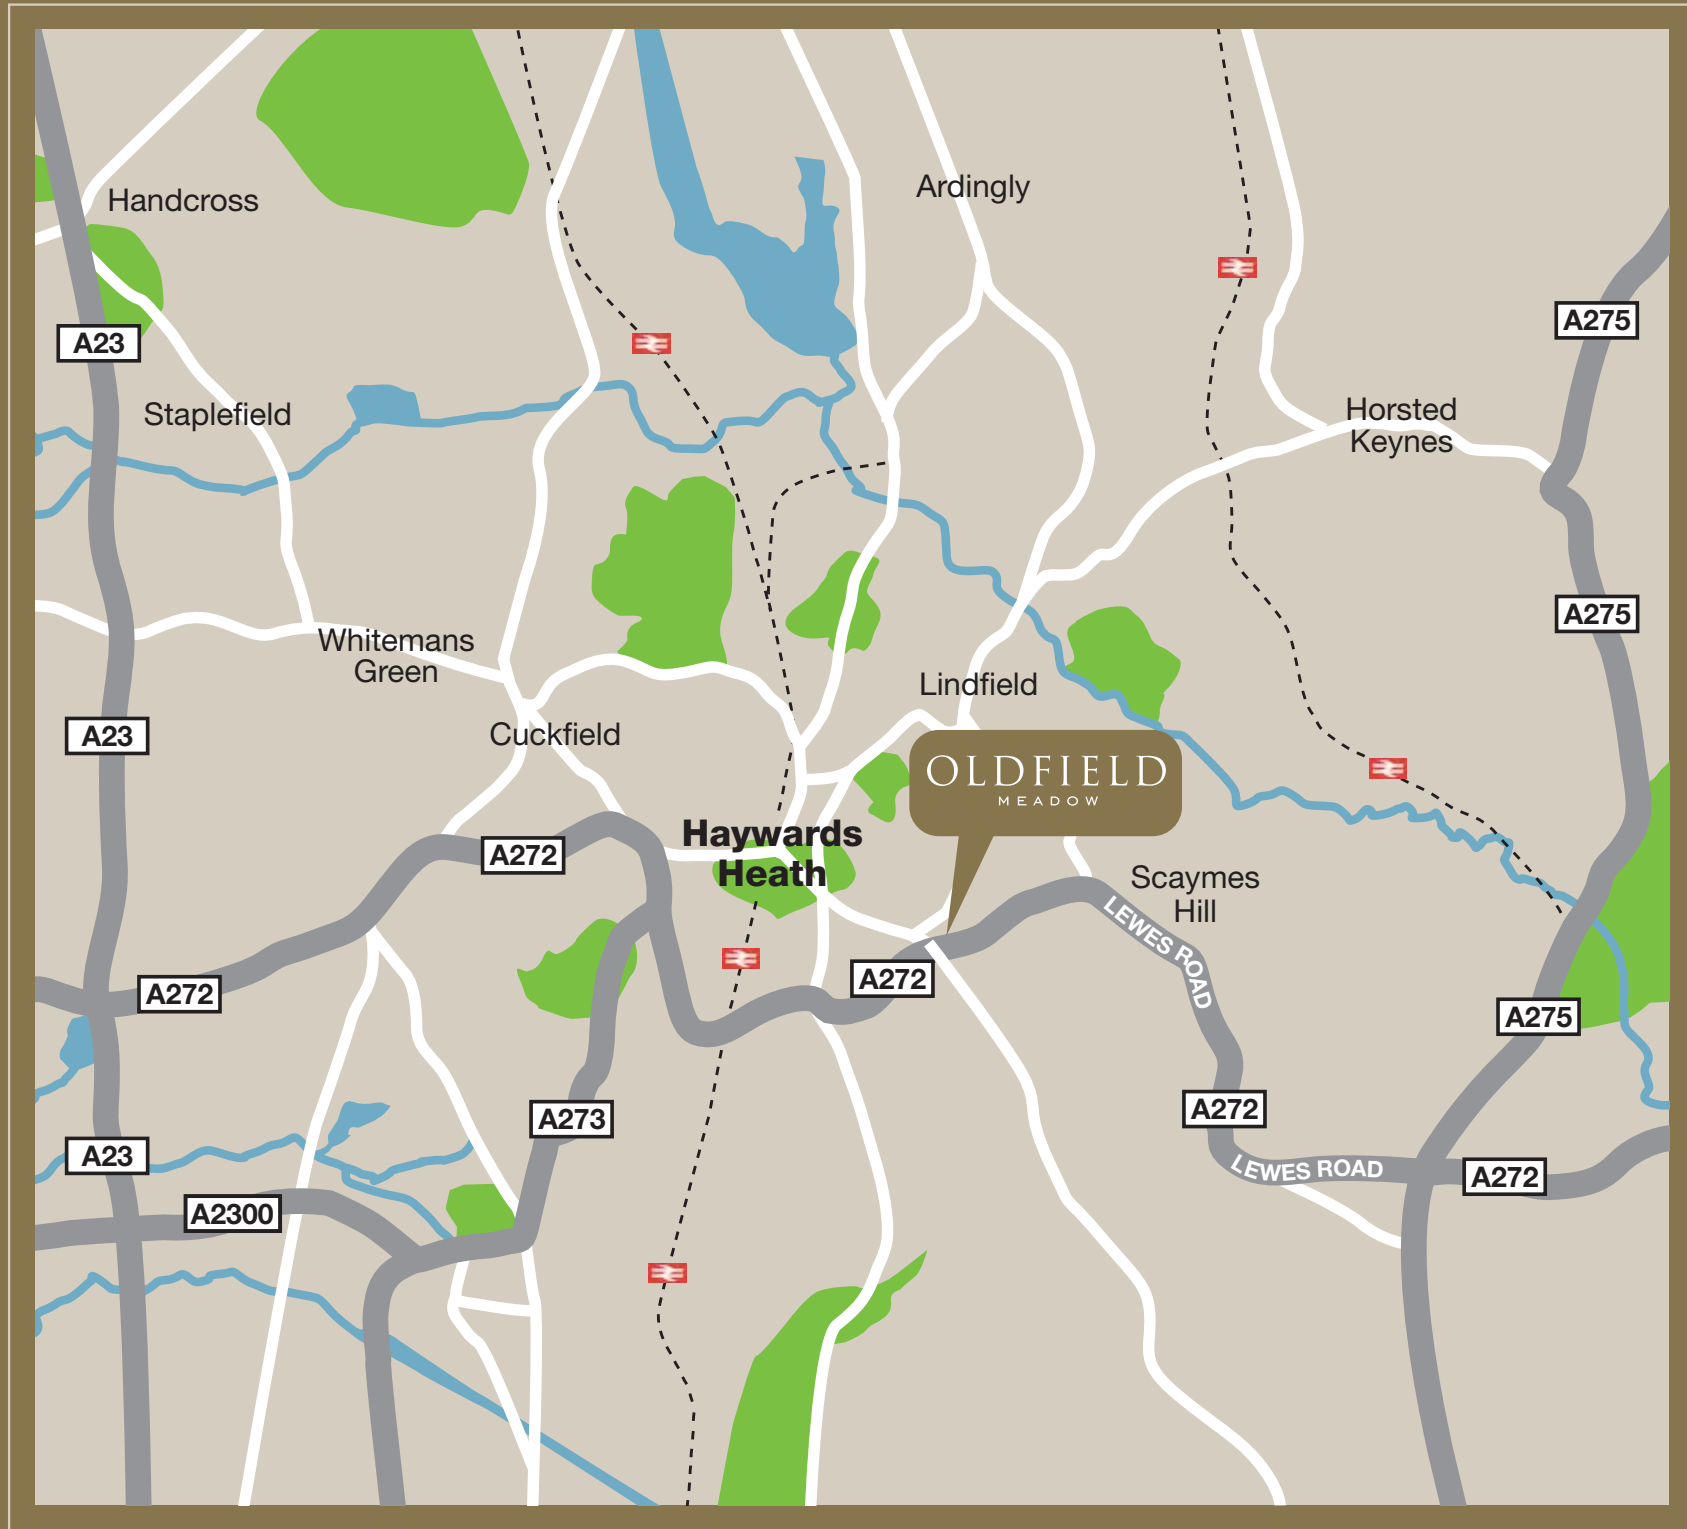 Handcross
Ardingly
A23
A275
Staplefield
Horsted
Keynes
A275
Whitemans
Green
Lindfield
A23
Cuckfield
OLDFIELD
MEADOW
Haywards
Heath
A272
Scaymes
Hill
LEWES ROAD
A272
A272
A275
A273
A272
A23
LEWES ROAD
A272
A2300